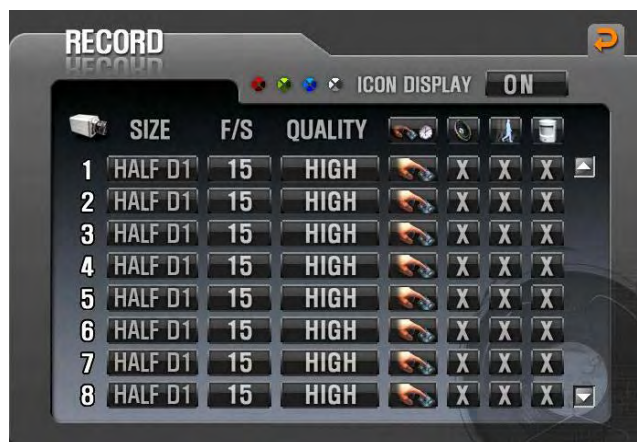 RECORD
ICON DISPLAY ON
SIZE F/S QUALITY
1 HALF D1 15 HIGH X X X
2 HALF D1 15 HIGH X X X
3 HALF D1 15 HIGH X X X
4 HALF D1 15 HIGH X X X
5 HALF D1 15 HIGH X X X
6 HALF D1 15 HIGH X X X
7 HALF D1 15 HIGH X X X
8 HALF D1 15 HIGH X X X